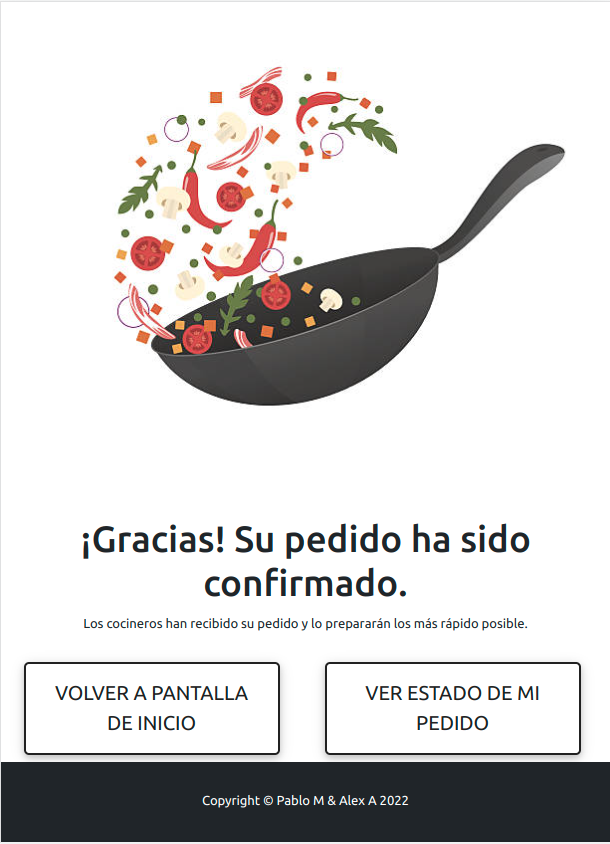 ¡Gracias! Su pedido ha sido
confirmado.
Los cocineros han recibido su pedido y lo prepararán los más rápido posible.
VOLVER A PANTALLA
DE INICIO
VER ESTADO DE MI
PEDIDO
Copyright © Pablo M & Alex A 2022